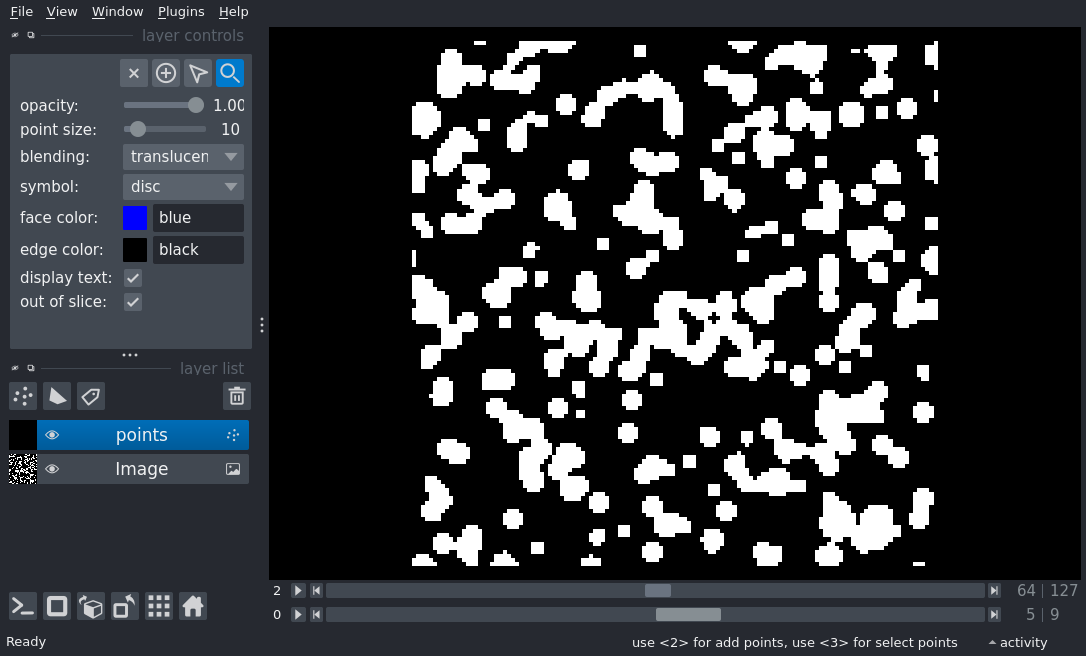 File View Window Plugins Help
layer controls
opacity: 1.00
point size: 10
blending: translucen
symbol: disc
face color: blue
edge color: black
display text:
out of slice:
layer list
points
Image
2 64 | 127
0 5 | 9
Ready use <2> for add points, use <3> for select points activity